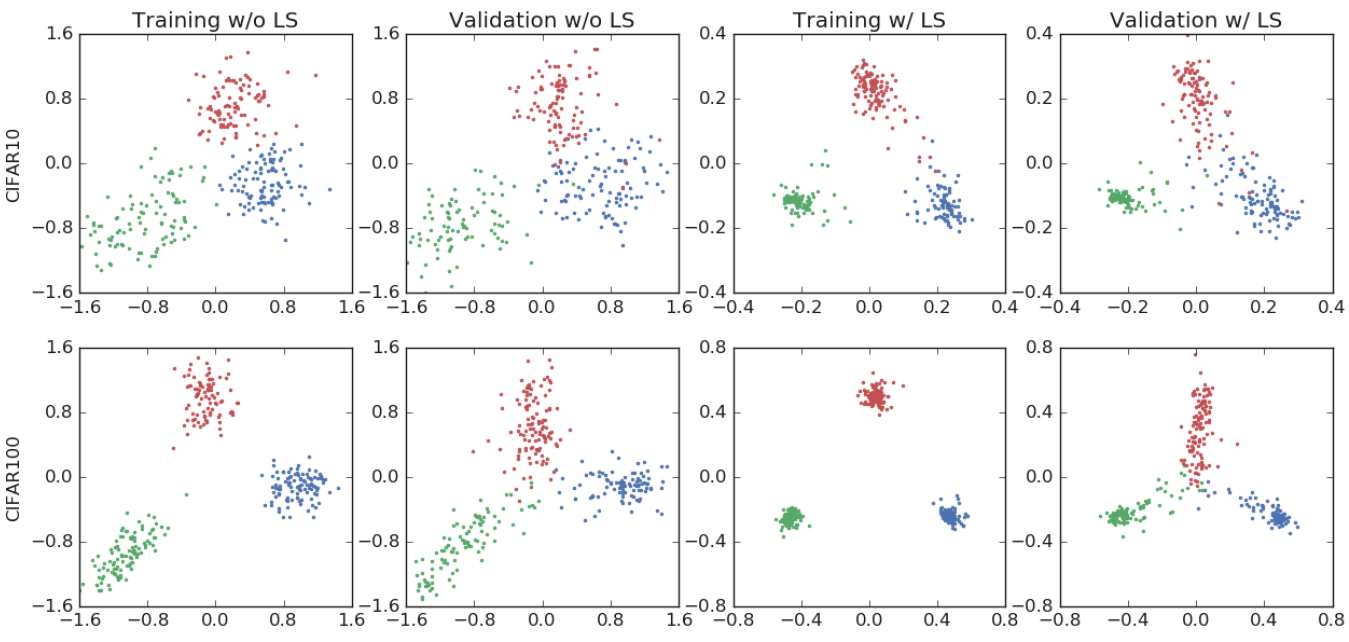 Training w/o LS Validation w/o LS Training w/ LS Validation w/ LS
CIFAR10
1.6 1.6 0.4 0.4
0.8 0.8 0.2 0.2
0.0 0.0 0.0 0.0
−0.8 −0.8 −0.2 −0.2
−1.6 −1.6 −0.4 −0.4
−1.6 −0.8 0.0 0.8 1.6 −1.6 −0.8 0.0 0.8 1.6 −0.4 −0.2 0.0 0.2 0.4 −0.4 −0.2 0.0 0.2 0.4
CIFAR100
1.6 1.6 0.8 0.8
0.8 0.8 0.4 0.4
0.0 0.0 0.0 0.0
−0.8 −0.8 −0.4 −0.4
−1.6 −1.6 −0.8 −0.8
−1.6 −0.8 0.0 0.8 1.6 −1.6 −0.8 0.0 0.8 1.6 −0.8 −0.4 0.0 0.4 0.8 −0.8 −0.4 0.0 0.4 0.8